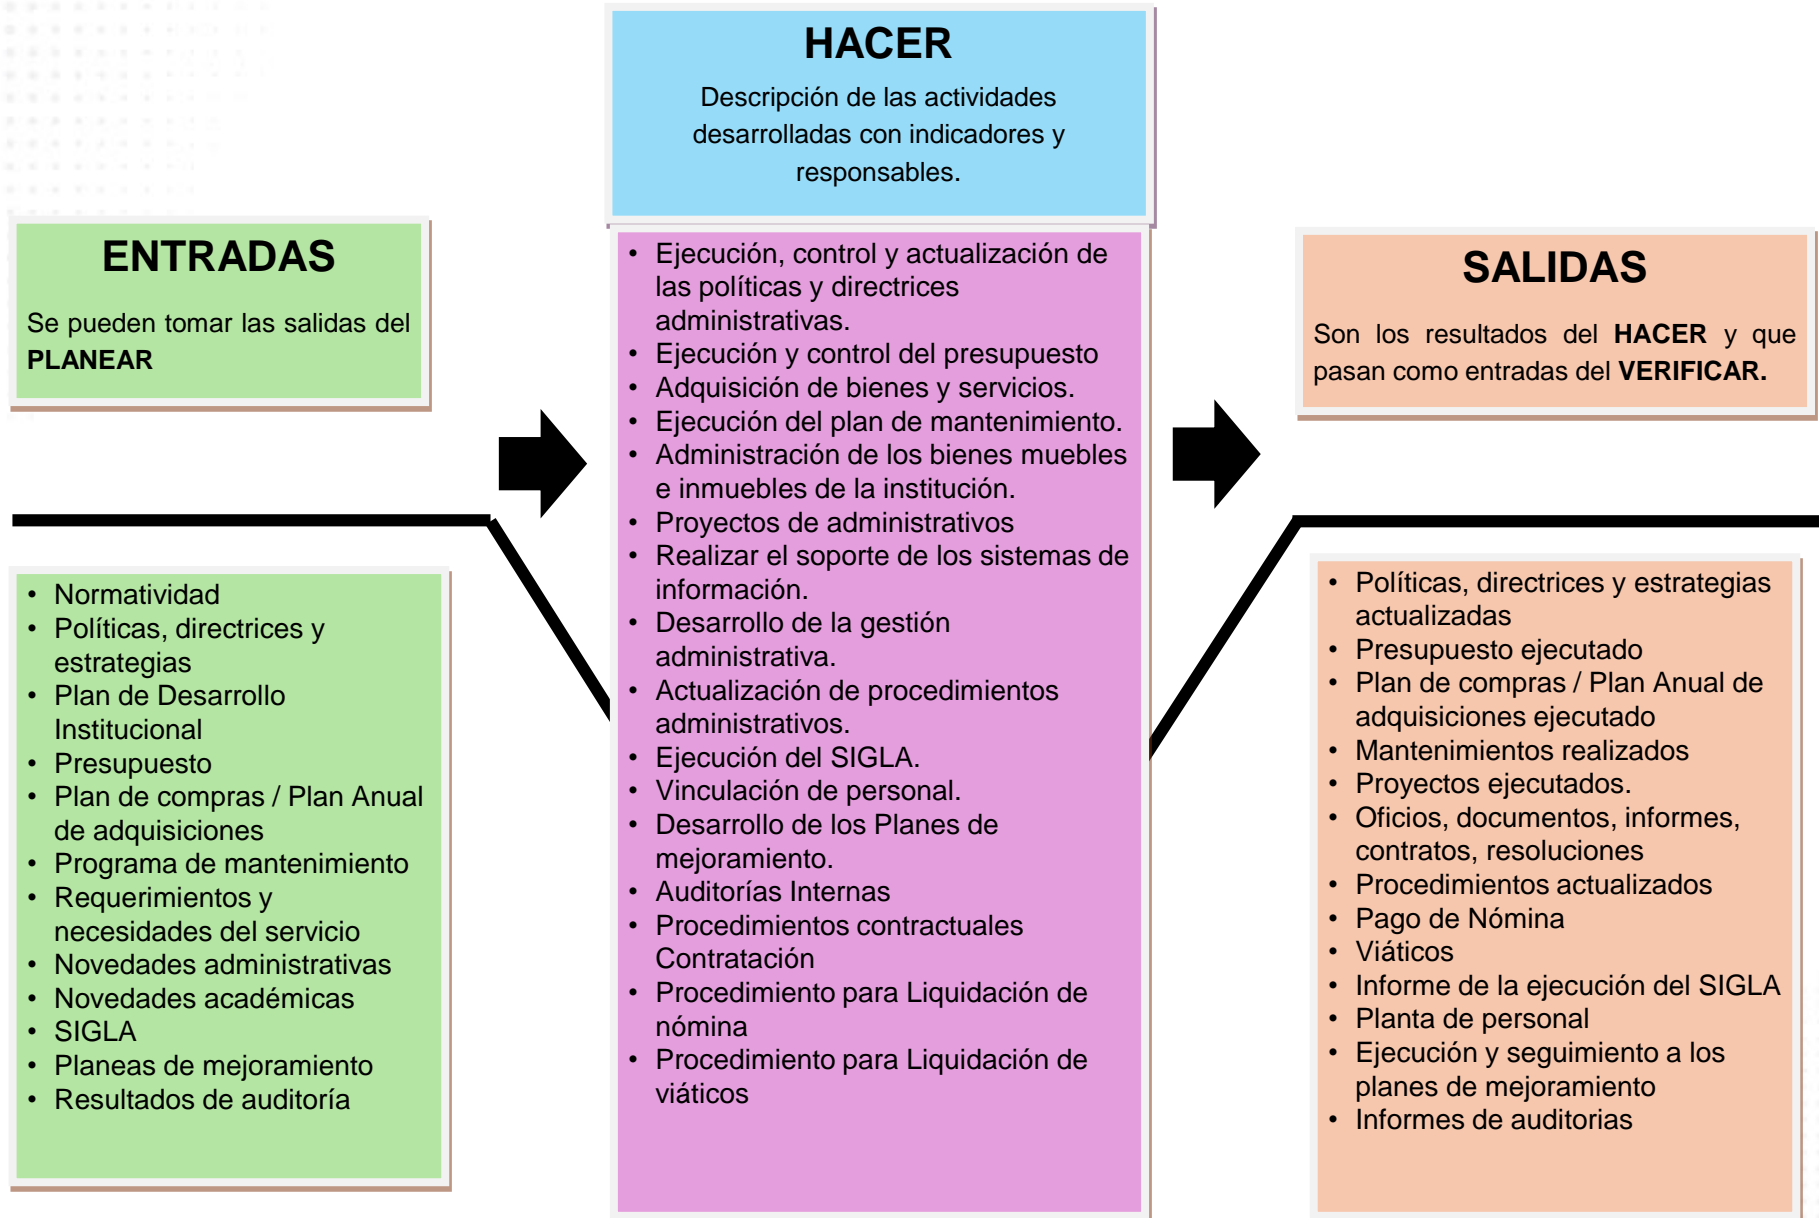 HACER
Descripción de las actividades
desarrolladas con indicadores y
responsables.
ENTRADAS
Se pueden tomar las salidas del
PLANEAR
• Normatividad
• Políticas, directrices y
estrategias
• Plan de Desarrollo
Institucional
• Presupuesto
• Plan de compras / Plan Anual
de adquisiciones
• Programa de mantenimiento
• Requerimientos y
necesidades del servicio
• Novedades administrativas
• Novedades académicas
• SIGLA
• Planeas de mejoramiento
• Resultados de auditoría
• Ejecución, control y actualización de
las políticas y directrices
administrativas.
• Ejecución y control del presupuesto
• Adquisición de bienes y servicios.
• Ejecución del plan de mantenimiento.
• Administración de los bienes muebles
e inmuebles de la institución.
• Proyectos de administrativos
• Realizar el soporte de los sistemas de
información.
• Desarrollo de la gestión
administrativa.
• Actualización de procedimientos
administrativos.
• Ejecución del SIGLA.
• Vinculación de personal.
• Desarrollo de los Planes de
mejoramiento.
• Auditorías Internas
• Procedimientos contractuales
Contratación
• Procedimiento para Liquidación de
nómina
• Procedimiento para Liquidación de
viáticos
SALIDAS
Son los resultados del HACER y que
pasan como entradas del VERIFICAR.
• Políticas, directrices y estrategias
actualizadas
• Presupuesto ejecutado
• Plan de compras / Plan Anual de
adquisiciones ejecutado
• Mantenimientos realizados
• Proyectos ejecutados.
• Oficios, documentos, informes,
contratos, resoluciones
• Procedimientos actualizados
• Pago de Nómina
• Viáticos
• Informe de la ejecución del SIGLA
• Planta de personal
• Ejecución y seguimiento a los
planes de mejoramiento
• Informes de auditorias